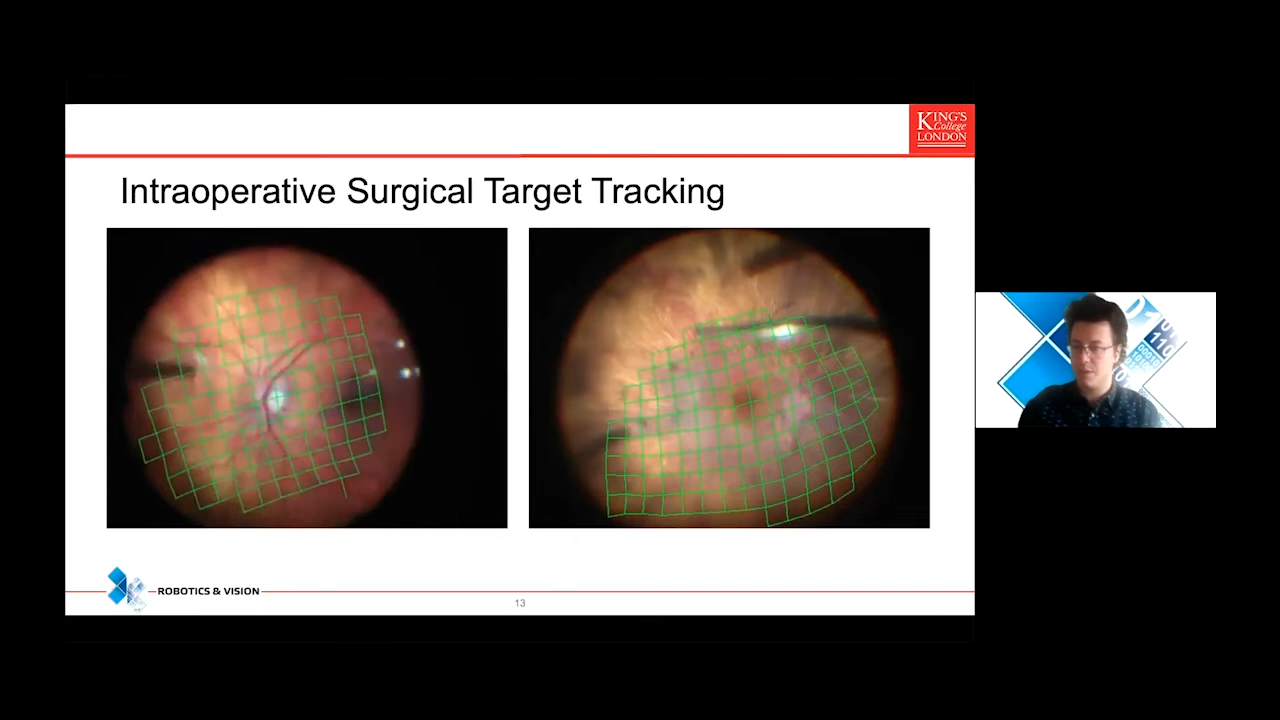 KING'S
College
LONDON
Intraoperative Surgical Target Tracking
ROBOTICS & VISION
13